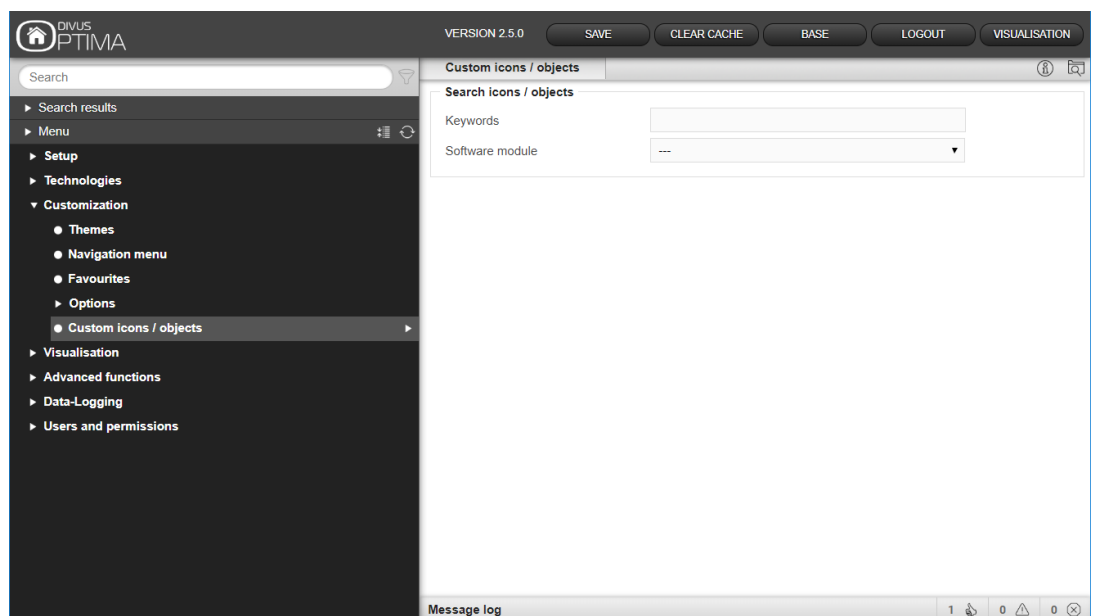 DIVUS
OPTIMA
VERSION 2.5.0
SAVE
CLEAR CACHE
BASE
LOGOUT
VISUALISATION
Search
Search results
Menu
Setup
Technologies
Customization
Themes
Navigation menu
Favourites
Options
Custom icons / objects
Visualisation
Advanced functions
Data-Logging
Users and permissions
Custom icons / objects
Search icons / objects
Keywords
Software module
---
Message log
1
0
0